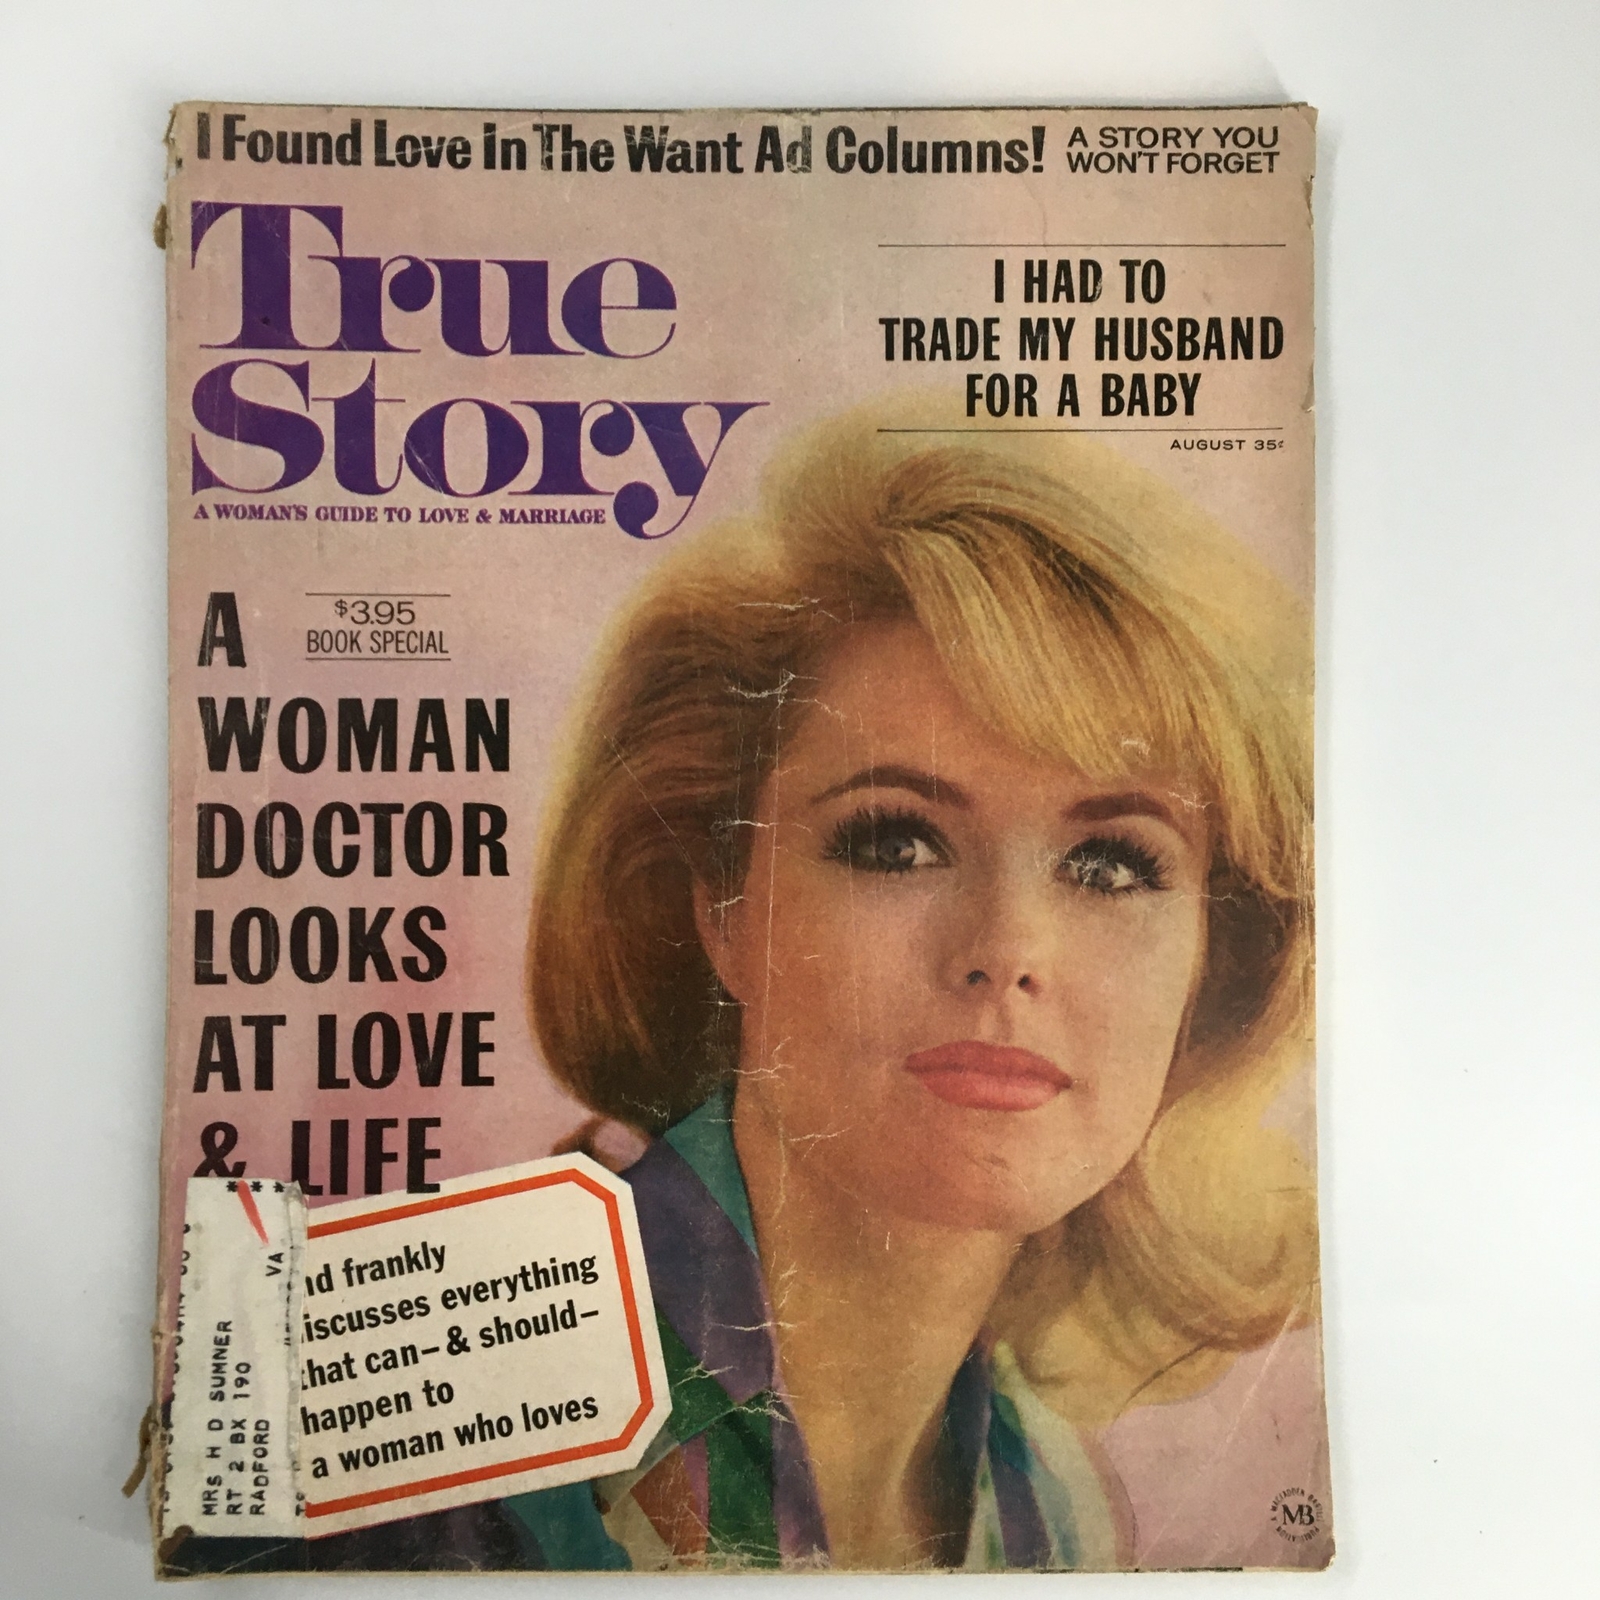 I Found Love In The Want Ad Columns!
A STORY YOU
WON'T FORGET
True
Story
A WOMAN'S GUIDE TO LOVE & MARRIAGE
I HAD TO
TRADE MY HUSBAND
FOR A BABY
AUGUST 35¢
$3.95
BOOK SPECIAL
A
WOMAN
DOCTOR
LOOKS
AT LOVE
& LIFE
frankly
everything
can—& should—
happen to
a woman who loves
***
VA
MRS H D SUMNER
RT 2 BX 190
RADFORD
MB